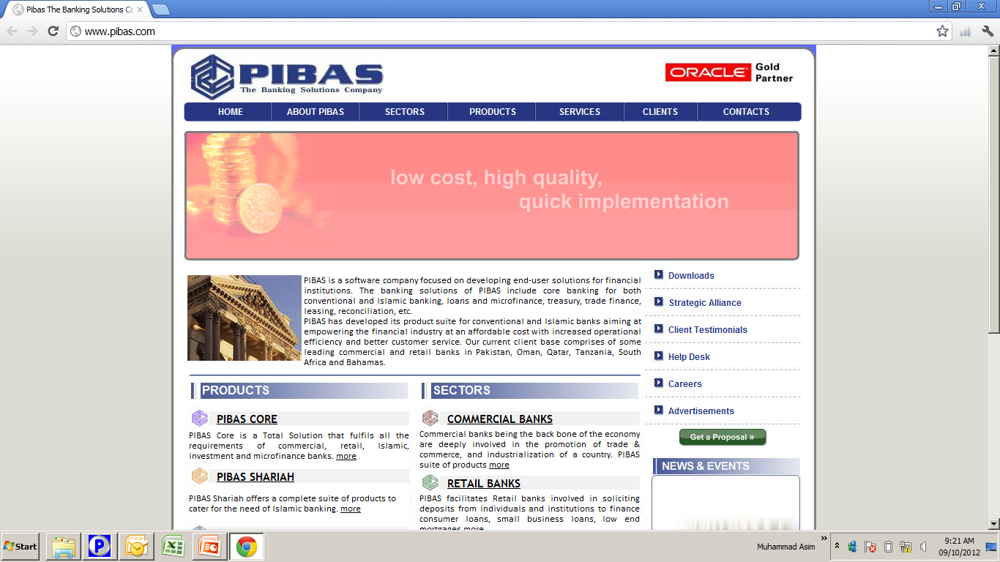 Pibas The Banking Solutions Co
www.pibas.com
PIBAS
The Banking Solutions Company
ORACLE Gold
Partner
HOME ABOUT PIBAS SECTORS PRODUCTS SERVICES CLIENTS CONTACTS
low cost, high quality,
quick implementation
PIBAS is a software company focused on developing end-user solutions for financial
institutions. The banking solutions of PIBAS include core banking for both
conventional and Islamic banking, loans and microfinance, treasury, trade finance,
leasing, reconciliation, etc.
PIBAS has developed its product suite for conventional and Islamic banks aiming at
empowering the financial industry at an affordable cost with increased operational
efficiency and better customer service. Our current client base comprises of some
leading commercial and retail banks in Pakistan, Oman, Qatar, Tanzania, South
Africa and Bahamas.
PRODUCTS
PIBAS CORE
PIBAS Core is a Total Solution that fulfils all the
requirements of commercial, retail, Islamic,
investment and microfinance banks. more
PIBAS SHARIAH
PIBAS Shariah offers a complete suite of products to
cater for the need of Islamic banking. more
SECTORS
COMMERCIAL BANKS
Commercial banks being the back bone of the economy
are deeply involved in the promotion of trade &
commerce, and industrialization of a country. PIBAS
suite of products more
RETAIL BANKS
PIBAS facilitates Retail banks involved in soliciting
deposits from individuals and institutions to finance
consumer loans, small business loans, low end
mortgages more
Downloads
Strategic Alliance
Client Testimonials
Help Desk
Careers
Advertisements
Get a Proposal »
NEWS & EVENTS
Start
Muhammad Asim
9:21 AM
09/10/2012